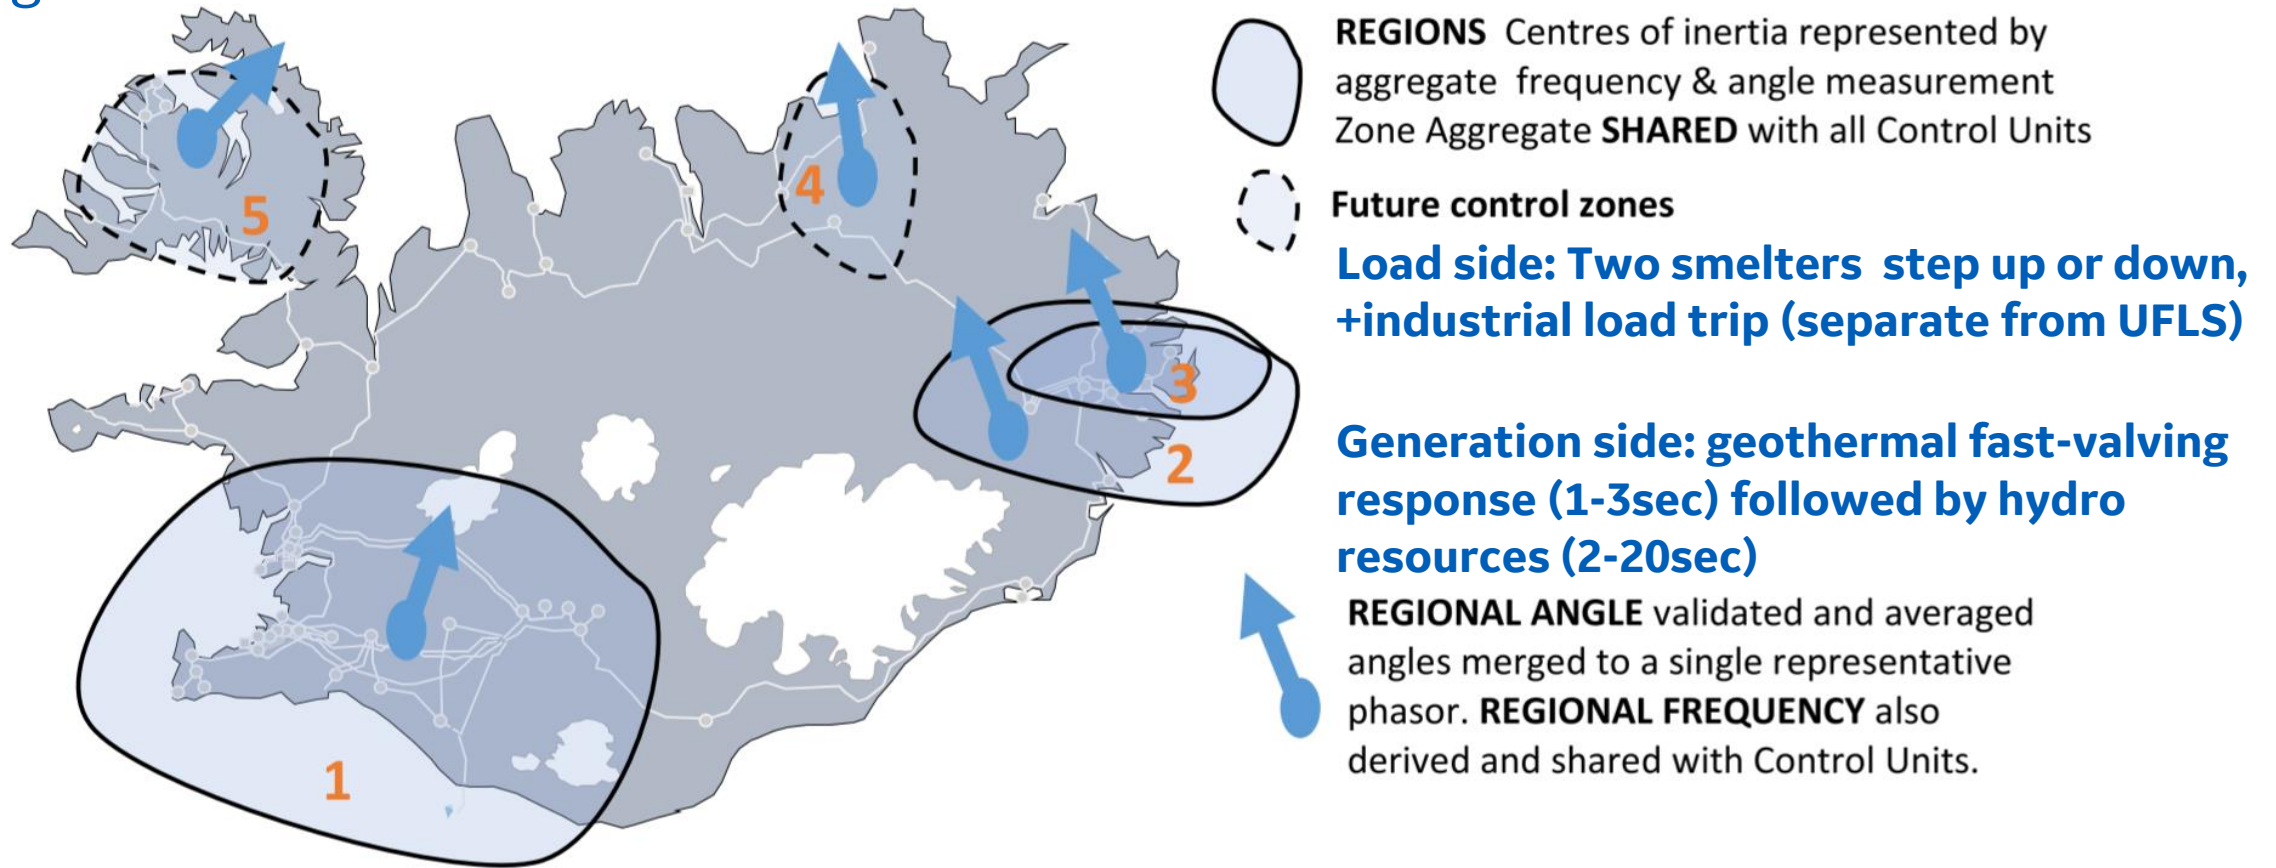 REGIONS Centres of inertia represented by
aggregate frequency & angle measurement
Zone Aggregate SHARED with all Control Units
Future control zones
Load side: Two smelters step up or down,
+industrial load trip (separate from UFLS)
Generation side: geothermal fast-valving
response (1-3sec) followed by hydro
resources (2-20sec)
REGIONAL ANGLE validated and averaged
angles merged to a single representative
phasor. REGIONAL FREQUENCY also
derived and shared with Control Units.
5
4
3
2
1